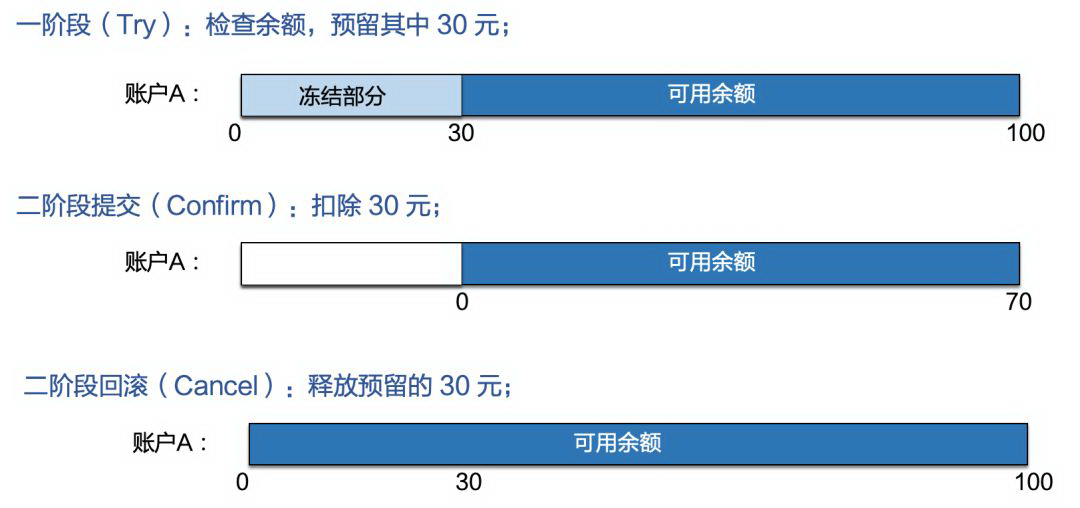 一阶段（Try）：检查余额，预留其中 30 元；
账户A： 冻结部分 可用余额
0 30 100
二阶段提交（Confirm）：扣除 30 元；
账户A： 可用余额
0 70
二阶段回滚（Cancel）：释放预留的 30 元；
账户A： 可用余额
0 30 100